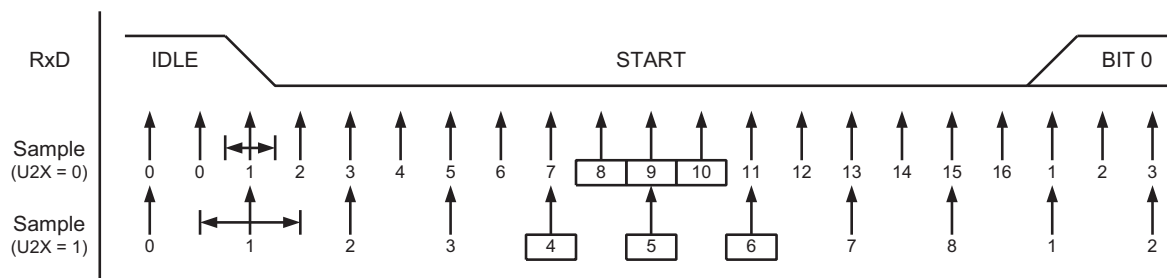 RxD IDLE START BIT 0
Sample
(U2X = 0)
0 0 1 2 3 4 5 6 7 8 9 10 11 12 13 14 15 16 1 2 3
Sample
(U2X = 1)
0 1 2 3 4 5 6 7 8 1 2